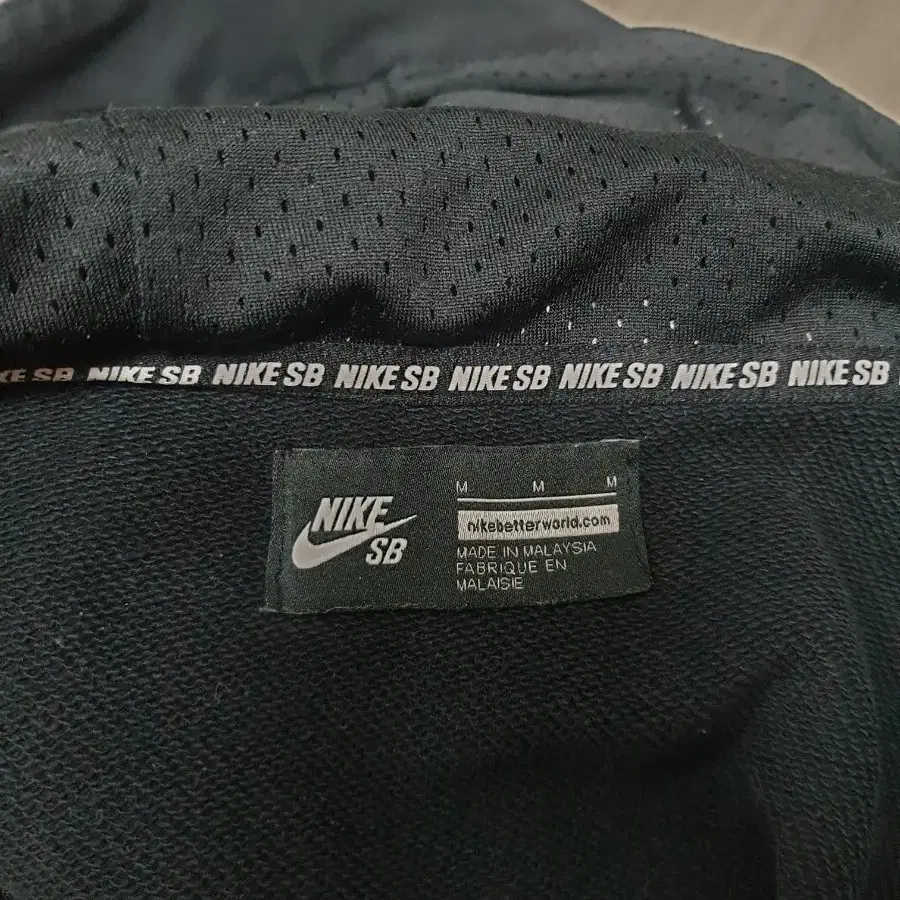 KE SB NIKE SB NIKE SB NIKE SB NIKE SB NIKE SB NIKE SB NIKE SB
NIKE
SB
M M M
nikebetterworld.com
MADE IN MALAYSIA
FABRIQUE EN
MALAISIE